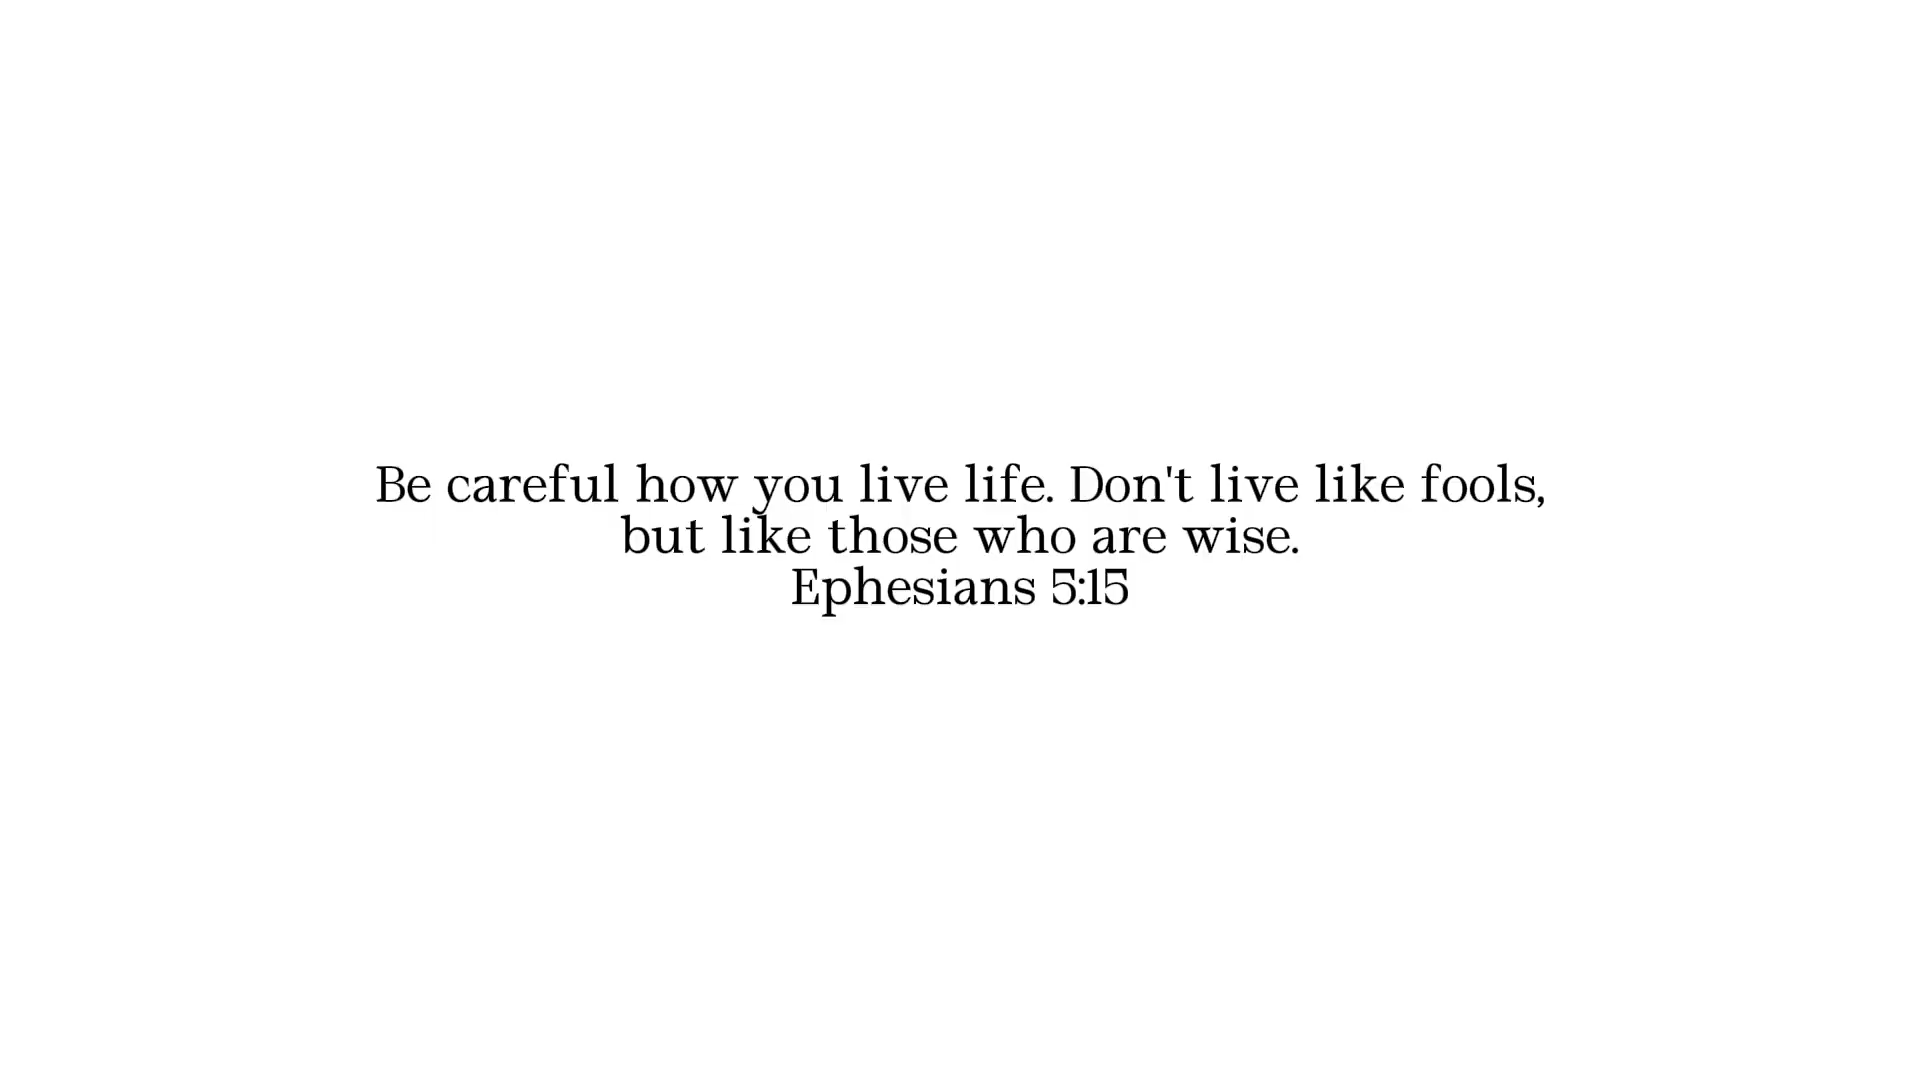 Be careful how you live life. Don't live like fools,
but like those who are wise.
Ephesians 5:15